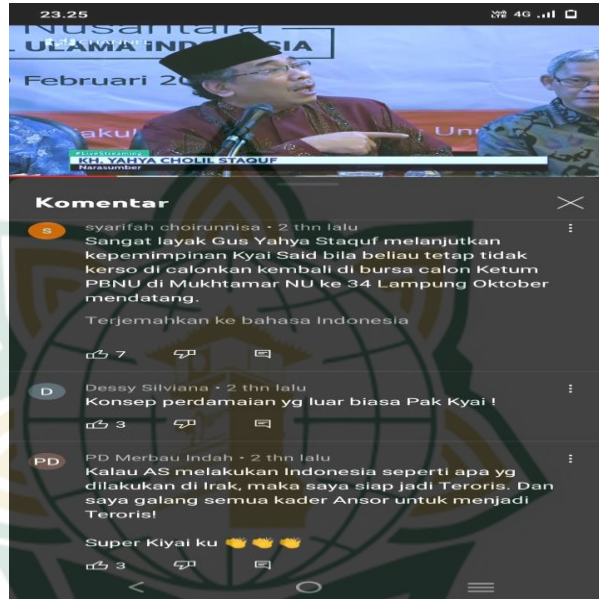 23.25
4G
Nusantara
ULAMA IND SIA
Februari 20
akul Un
#LiveStreaming
KH. YAHYA CHOLIL STAQUF
Narasumber
Komentar
S
syarifah choirunnisa • 2 thn lalu
Sangat layak Gus Yahya Staquf melanjutkan
kepemimpinan Kyai Said bila beliau tetap tidak
kerso di calonkan kembali di bursa calon Ketum
PBNU di Mukhtamar NU ke 34 Lampung Oktober
mendatang.
Terjemahkan ke bahasa Indonesia
7
D
Dessy Silviana • 2 thn lalu
Konsep perdamaian yg luar biasa Pak Kyai !
3
PD
PD Merbau Indah • 2 thn lalu
Kalau AS melakukan Indonesia seperti apa yg
dilakukan di Irak, maka saya siap jadi Teroris. Dan
saya galang semua kader Ansor untuk menjadi
Teroris!
Super Kiyai ku 👏👏👏
3